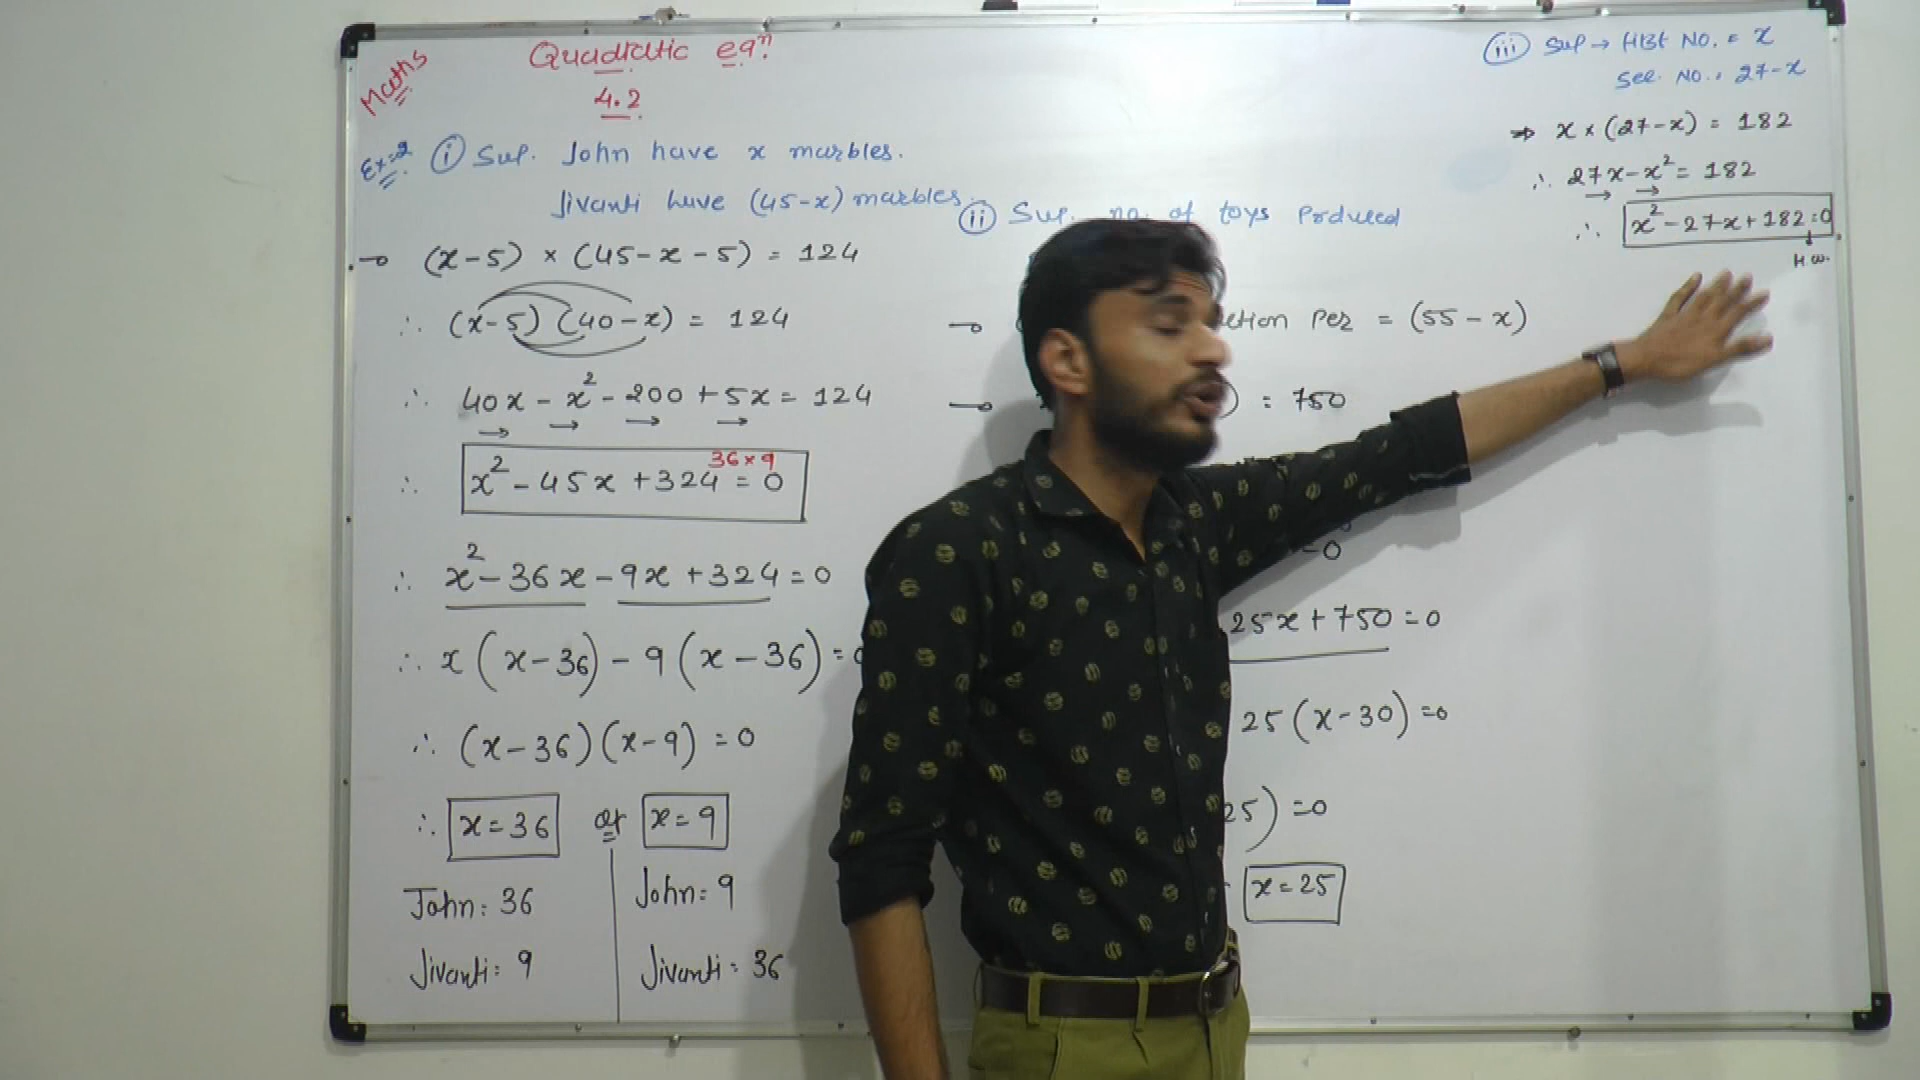 Maths
Quadratic eqⁿ.
4.2
Ex=2 (i) Sup. John have x marbles.
Jivanti have (45-x) marbles.
→ (x-5) × (45-x-5) = 124
∴ (x-5) (40-x) = 124
∴ 40x - x² - 200 + 5x = 124
36×9
∴ x² - 45x + 324 = 0
∴ x² - 36x - 9x + 324 = 0
∴ x (x-36) - 9 (x-36) = 0
∴ (x-36) (x-9) = 0
∴ x = 36 or x = 9
John: 36
Jivanti: 9
John: 9
Jivanti: 36
(ii) Sup. no. of toys Produced
ction Per = (55-x)
→ ) = 750
=0
25x + 750 = 0
25 (x-30) = 0
25) = 0
x = 25
(iii) Sup → No. = x
Sec. No. = 27-x
⇒ x × (27-x) = 182
∴ 27x - x² = 182
∴ x² - 27x + 182 = 0
H.W.